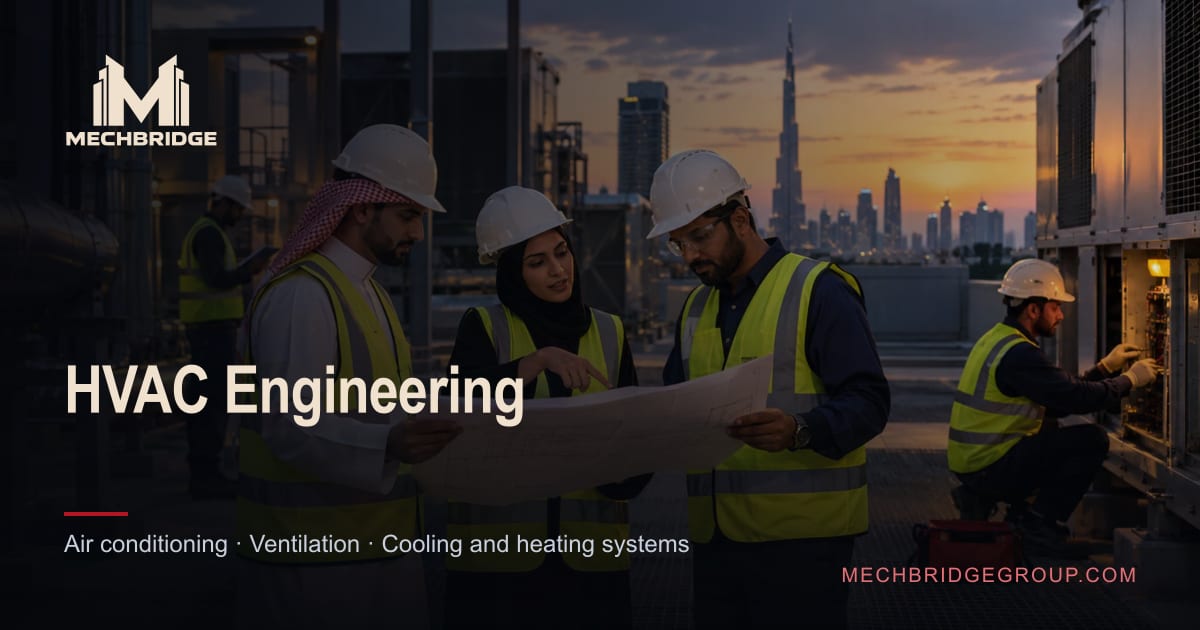 MECHBRIDGE
HVAC Engineering
Air conditioning · Ventilation · Cooling and heating systems
MECHBRIDGEGROUP.COM